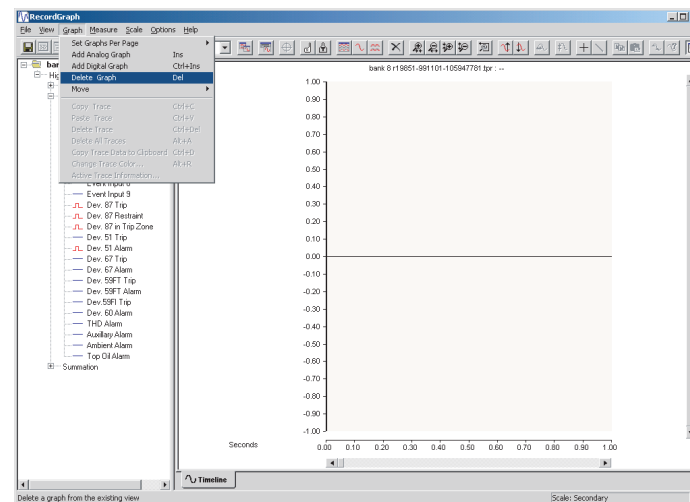 RecordGraph
File View Graph Measure Scale Options Help
Set Graphs Per Page
Add Analog Graph Ins
Add Digital Graph Ctrl+Ins
Delete Graph Del
Move
Copy Trace Ctrl+C
Paste Trace Ctrl+V
Delete Trace Ctrl+Del
Delete All Traces Alt+A
Copy Trace Data to Clipboard Ctrl+D
Change Trace Color... Alt+R
Active Trace Information...
Event Input 9
Dev. 87 Trip
Dev. 87 Restraint
Dev. 87 in Trip Zone
Dev. 51 Trip
Dev. 51 Alarm
Dev. 67 Trip
Dev. 67 Alarm
Dev. 59FT Trip
Dev. 59FT Alarm
Dev.59FI Trip
Dev. 60 Alarm
THD Alarm
Auxillary Alarm
Ambient Alarm
Top Oil Alarm
Summation
bank 8 r19851-991101-105947781.tpr : --
1.00
0.90
0.80
0.70
0.60
0.50
0.40
0.30
0.20
0.10
0.00
-0.10
-0.20
-0.30
-0.40
-0.50
-0.60
-0.70
-0.80
-0.90
-1.00
Seconds
0.00 0.10 0.20 0.30 0.40 0.50 0.60 0.70 0.80 0.90 1.00
Timeline
Delete a graph from the existing view
Scale: Secondary